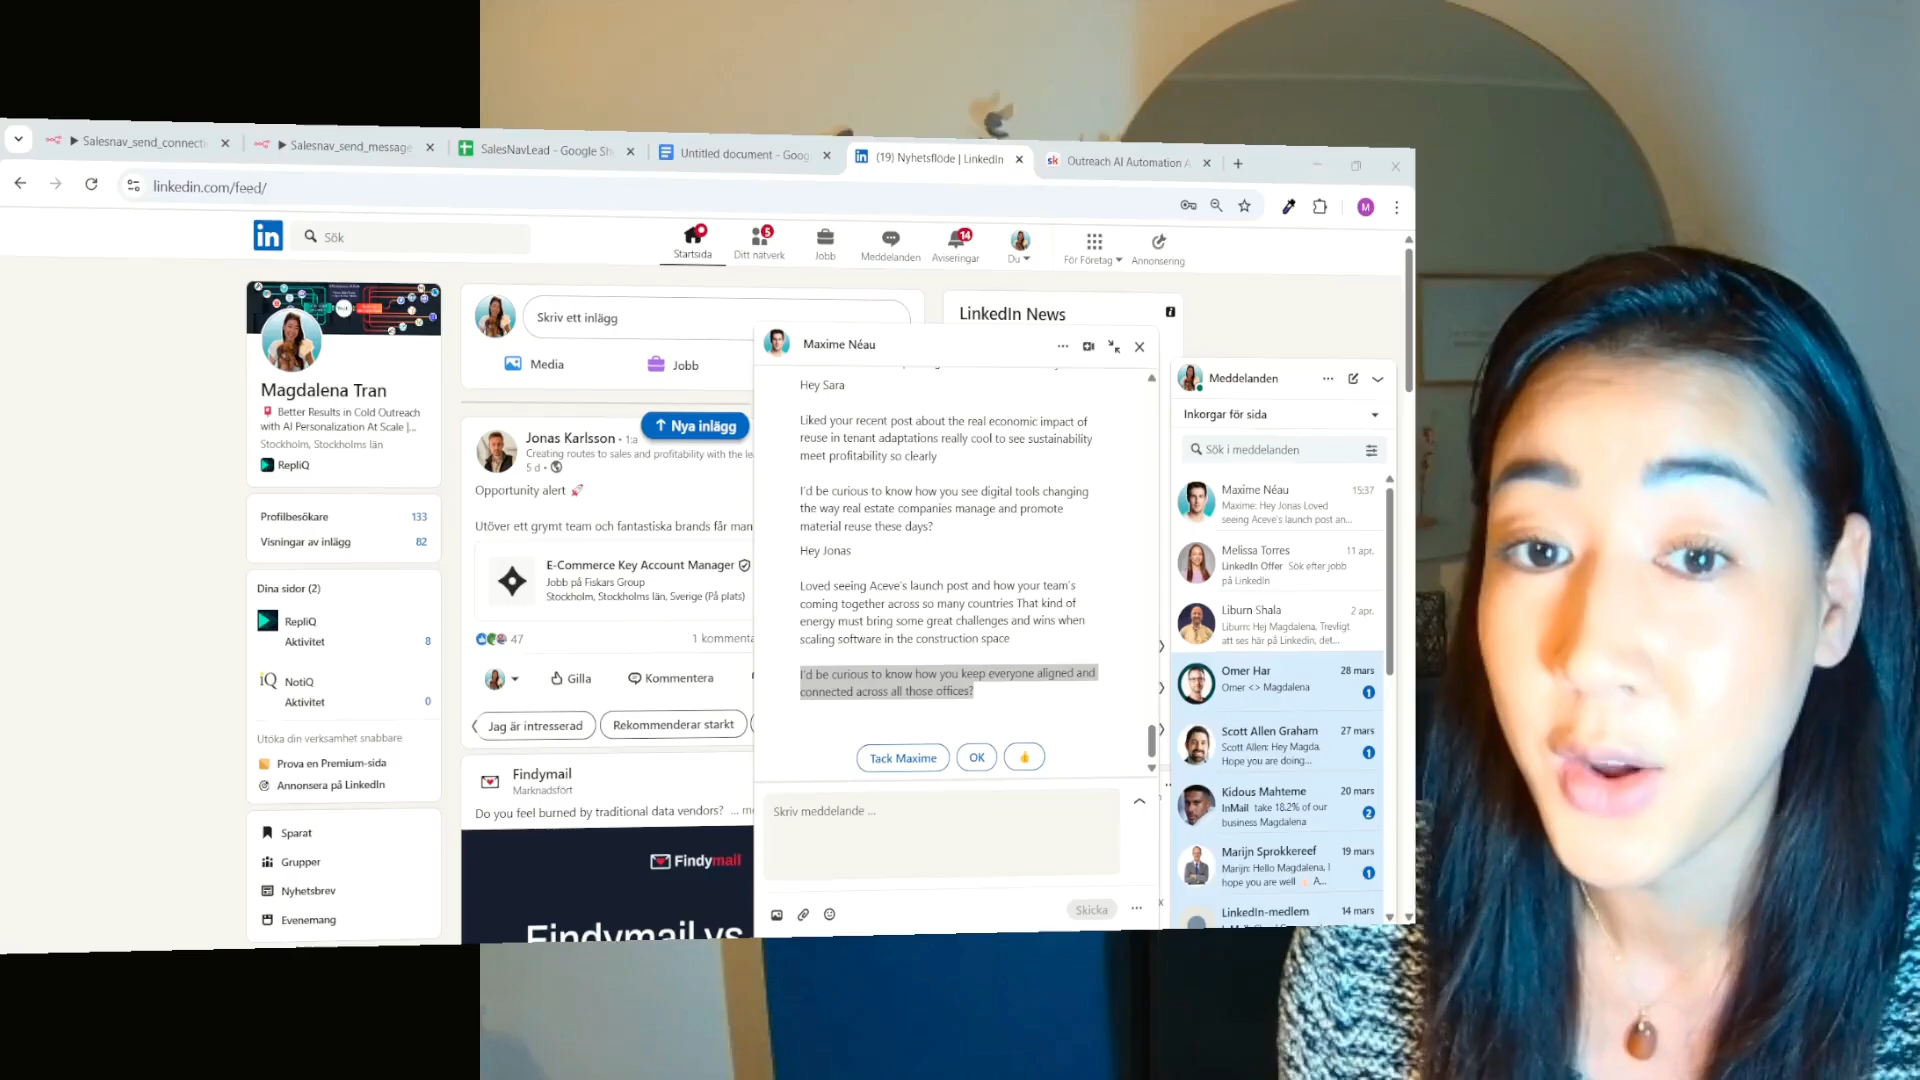 Salesnav_send_connecti
Salesnav_send_message
SalesNavLead - Google Sh
Untitled document - Goog
(19) Nyhetsflöde | LinkedIn
Outreach AI Automation A
linkedin.com/feed/
M
in
Sök
Startsida
5
Ditt nätverk
Jobb
Meddelanden
14
Aviseringar
Du
För Företag
Annonsering
Magdalena Tran
Better Results in Cold Outreach
with AI Personalization At Scale |...
Stockholm, Stockholms län
RepliQ
Profilbesökare 133
Visningar av inlägg 82
Dina sidor (2)
RepliQ
Aktivitet 8
NotiQ
Aktivitet 0
Utöka din verksamhet snabbare
Prova en Premium-sida
Annonsera på LinkedIn
Sparat
Grupper
Nyhetsbrev
Evenemang
Skriv ett inlägg
Media
Jobb
Nya inlägg
Jonas Karlsson • 1:a
Creating routes to sales and profitability with the le
5 d •
Opportunity alert 🚀
Utöver ett grymt team och fantastiska brands får man
E-Commerce Key Account Manager
Jobb på Fiskars Group
Stockholm, Stockholms län, Sverige (På plats)
47
1 kommenta
Gilla
Kommentera
Jag är intresserad
Rekommenderar starkt
Findymail
Marknadsfört
Do you feel burned by traditional data vendors? ... m
Findymail
Findymail vs
LinkedIn News
Maxime Néau
Hey Sara
Liked your recent post about the real economic impact of
reuse in tenant adaptations really cool to see sustainability
meet profitability so clearly
I'd be curious to know how you see digital tools changing
the way real estate companies manage and promote
material reuse these days?
Hey Jonas
Loved seeing Aceve's launch post and how your team's
coming together across so many countries That kind of
energy must bring some great challenges and wins when
scaling software in the construction space
I'd be curious to know how you keep everyone aligned and
connected across all those offices?
Tack Maxime
OK
👍
Skriv meddelande ...
Skicka
Meddelanden
Inkorgar för sida
Sök i meddelanden
Maxime Néau 15:37
Maxime: Hey Jonas Loved
seeing Aceve's launch post an...
Melissa Torres 11 apr.
LinkedIn Offer Sök efter jobb
på LinkedIn
Liburn Shala 2 apr.
Liburn: Hej Magdalena, Trevligt
att ses här på Linkedin, det...
Omer Har 28 mars
Omer <> Magdalena 1
Scott Allen Graham 27 mars
Scott Allen: Hey Magda,
Hope you are doing... 1
Kidous Mahteme 20 mars
InMail take 18.2% of our
business Magdalena 2
Marijn Sprokkereef 19 mars
Marijn: Hello Magdalena, I
hope you are well A... 1
LinkedIn-medlem 14 mars